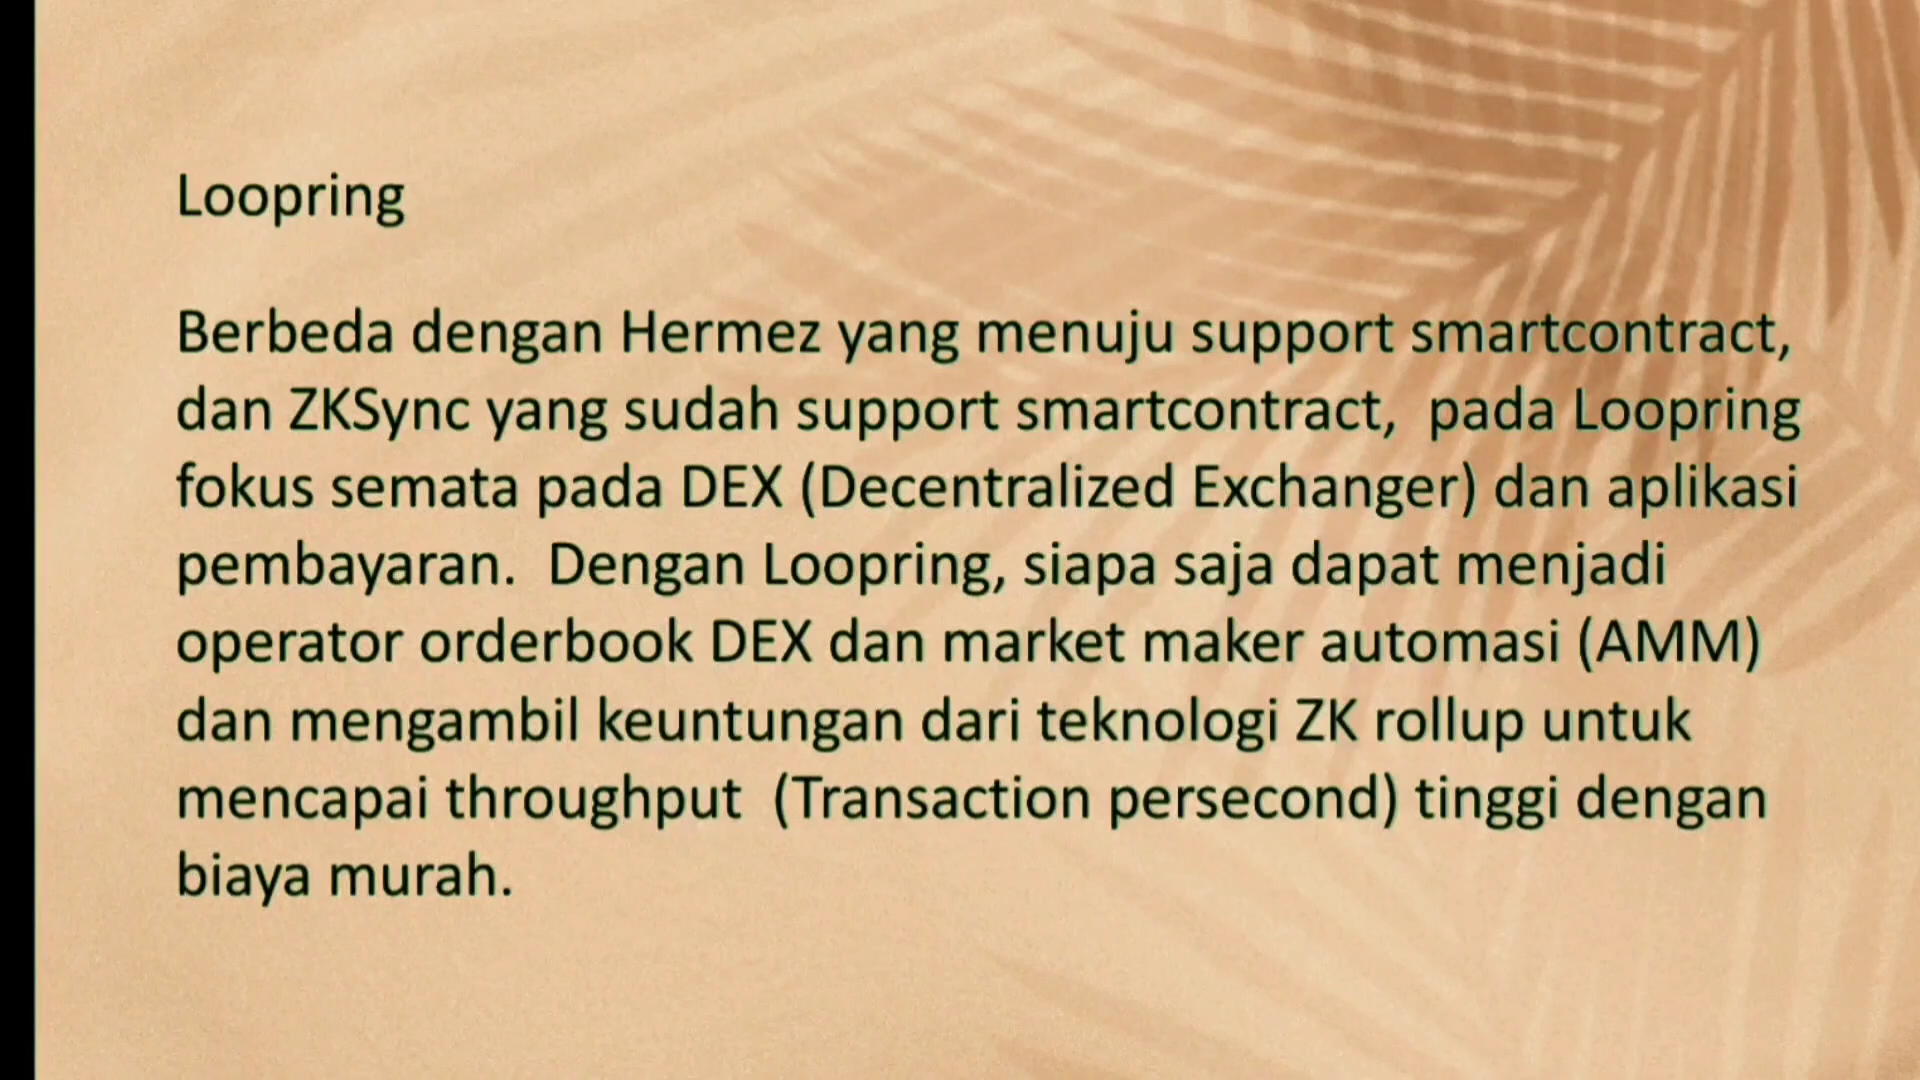 Loopring
Berbeda dengan Hermez yang menuju support smartcontract,
dan ZKSync yang sudah support smartcontract,  pada Loopring
fokus semata pada DEX (Decentralized Exchanger) dan aplikasi
pembayaran.  Dengan Loopring, siapa saja dapat menjadi
operator orderbook DEX dan market maker automasi (AMM)
dan mengambil keuntungan dari teknologi ZK rollup untuk
mencapai throughput  (Transaction persecond) tinggi dengan
biaya murah.